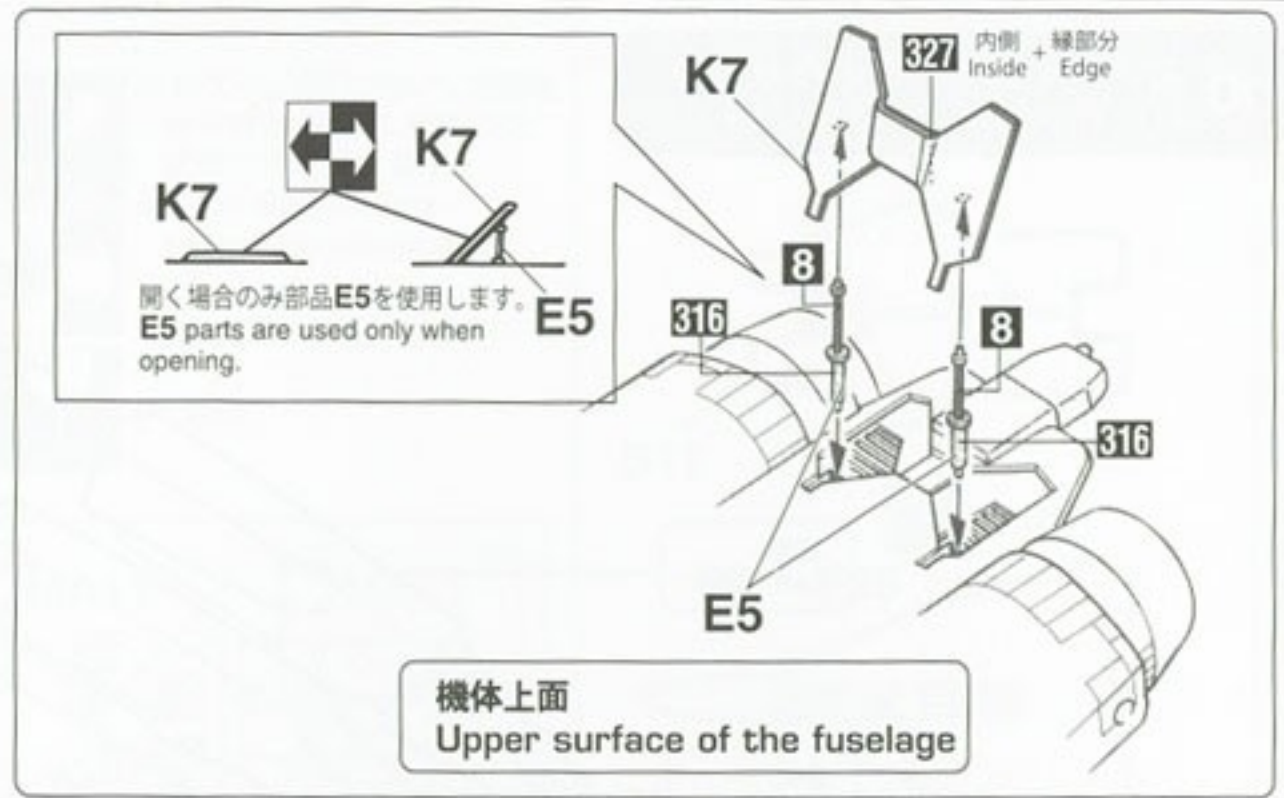 K7
K7
開く場合のみ部品E5を使用します。
E5 parts are used only when
opening.
E5
K7
327
内側 + 縁部分
Inside Edge
8
316
8
316
E5
機体上面
Upper surface of the fuselage